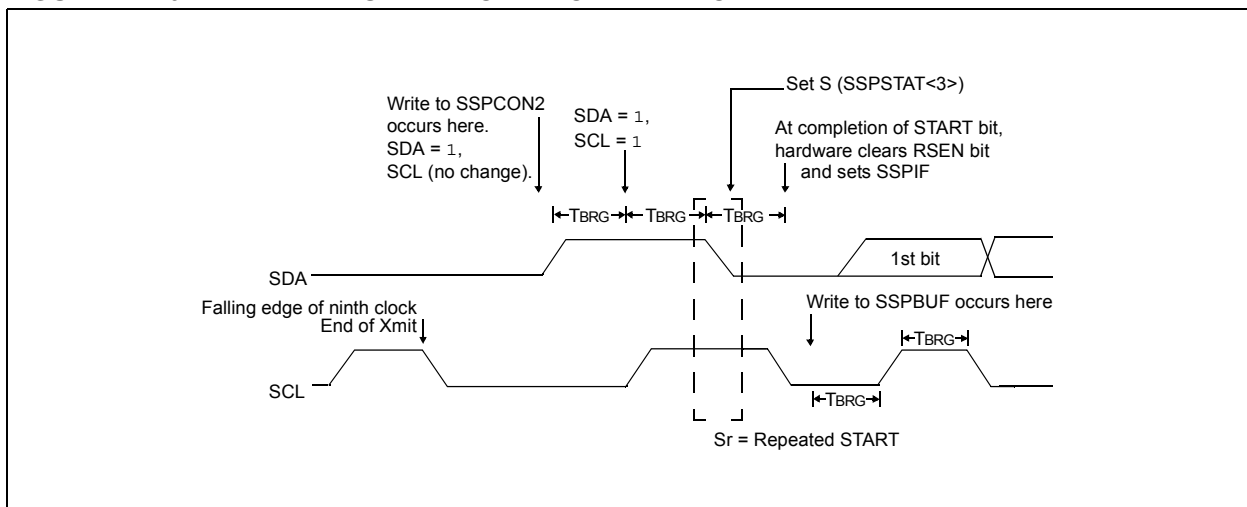 Set S (SSPSTAT<3>)
Write to SSPCON2
occurs here.
SDA = 1,
SCL (no change).
SDA = 1,
SCL = 1
At completion of START bit,
hardware clears RSEN bit
and sets SSPIF
TBRG
TBRG
TBRG
SDA
1st bit
Falling edge of ninth clock
End of Xmit
Write to SSPBUF occurs here
TBRG
SCL
TBRG
Sr = Repeated START